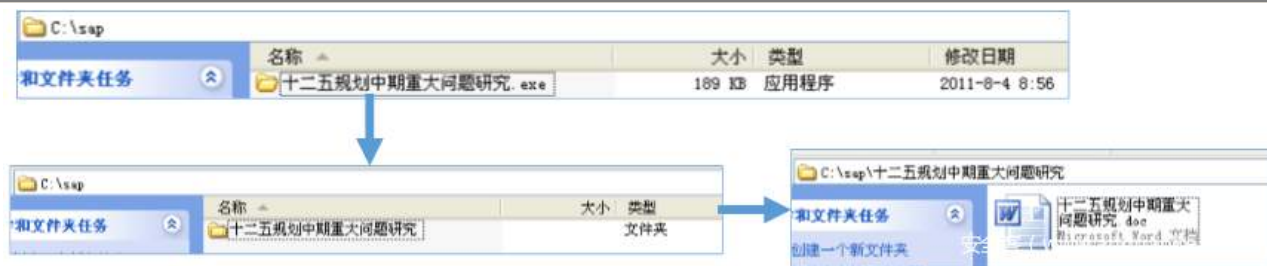 C:\sap
名称 大小 类型 修改日期
和文件夹任务
十二五规划中期重大问题研究.exe 189 KB 应用程序 2011-8-4 8:56
C:\sap
名称 大小 类型
和文件夹任务
十二五规划中期重大问题研究 文件夹
C:\sap\十二五规划中期重大问题研究
和文件夹任务
创建一个新文件夹
十二五规划中期重大
问题研究.doc
Microsoft Word 文档